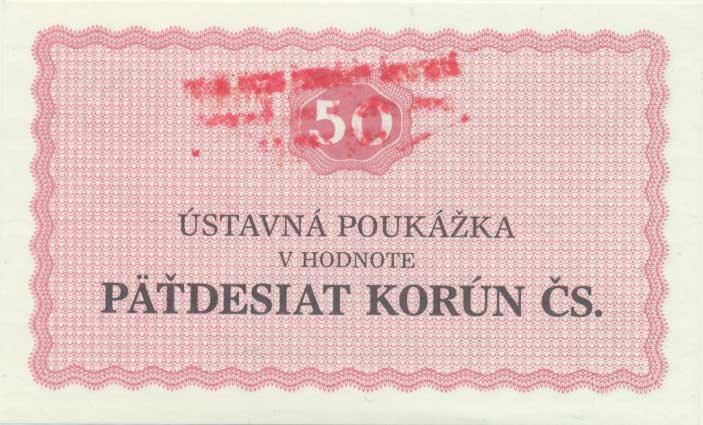 50
ÚSTAVNÁ POUKÁŽKA
V HODNOTE
PÄŤDESIAT KORÚN ČS.